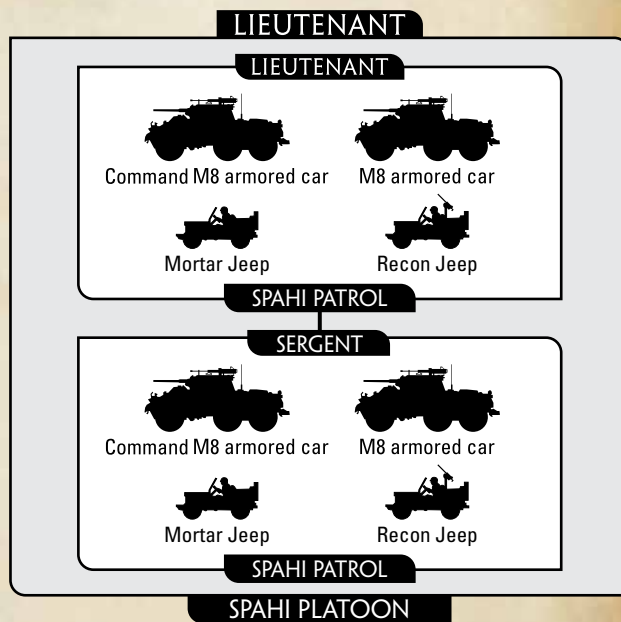 LIEUTENANT
LIEUTENANT
Command M8 armored car M8 armored car
Mortar Jeep Recon Jeep
SPAHI PATROL
SERGENT
Command M8 armored car M8 armored car
Mortar Jeep Recon Jeep
SPAHI PATROL
SPAHI PLATOON